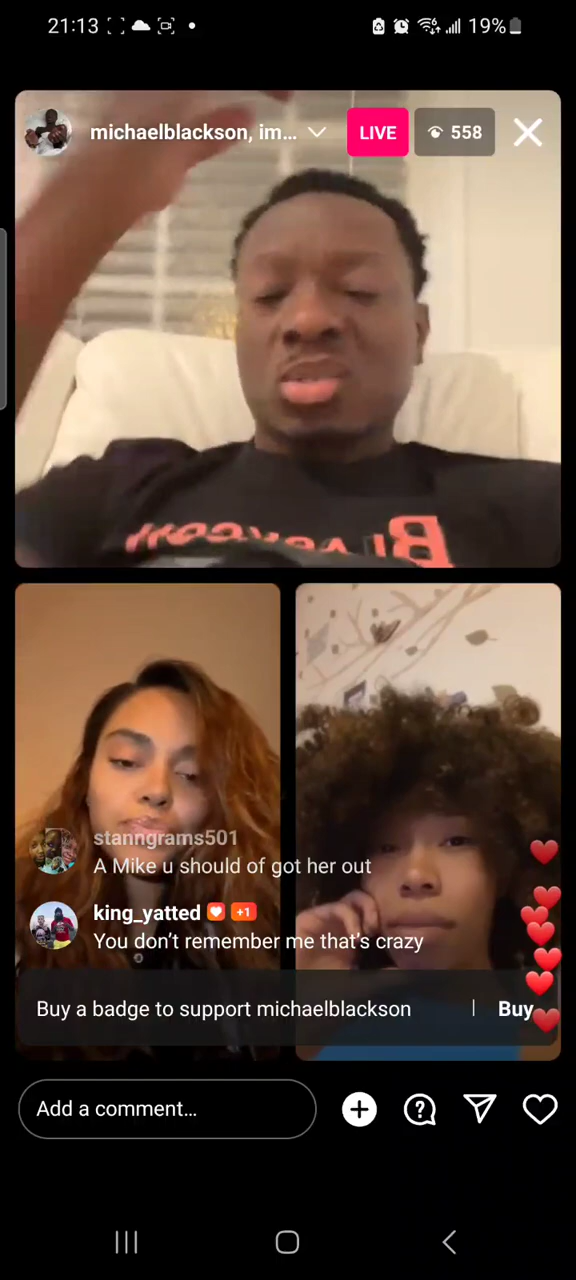 21:13
19%
michaelblackson, im...
LIVE
558
stanngrams501
A Mike u should of got her out
king_yatted +1
You don't remember me that's crazy
Buy a badge to support michaelblackson | Buy
Add a comment...